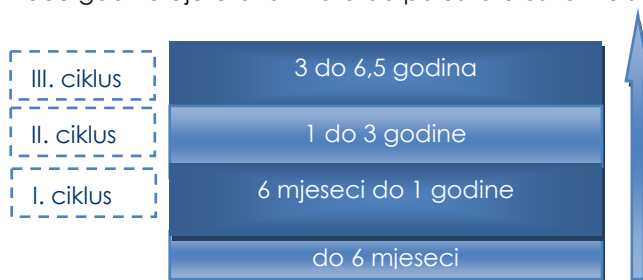 III. ciklus
3 do 6,5 godina
II. ciklus
1 do 3 godine
I. ciklus
6 mjeseci do 1 godine
do 6 mjeseci